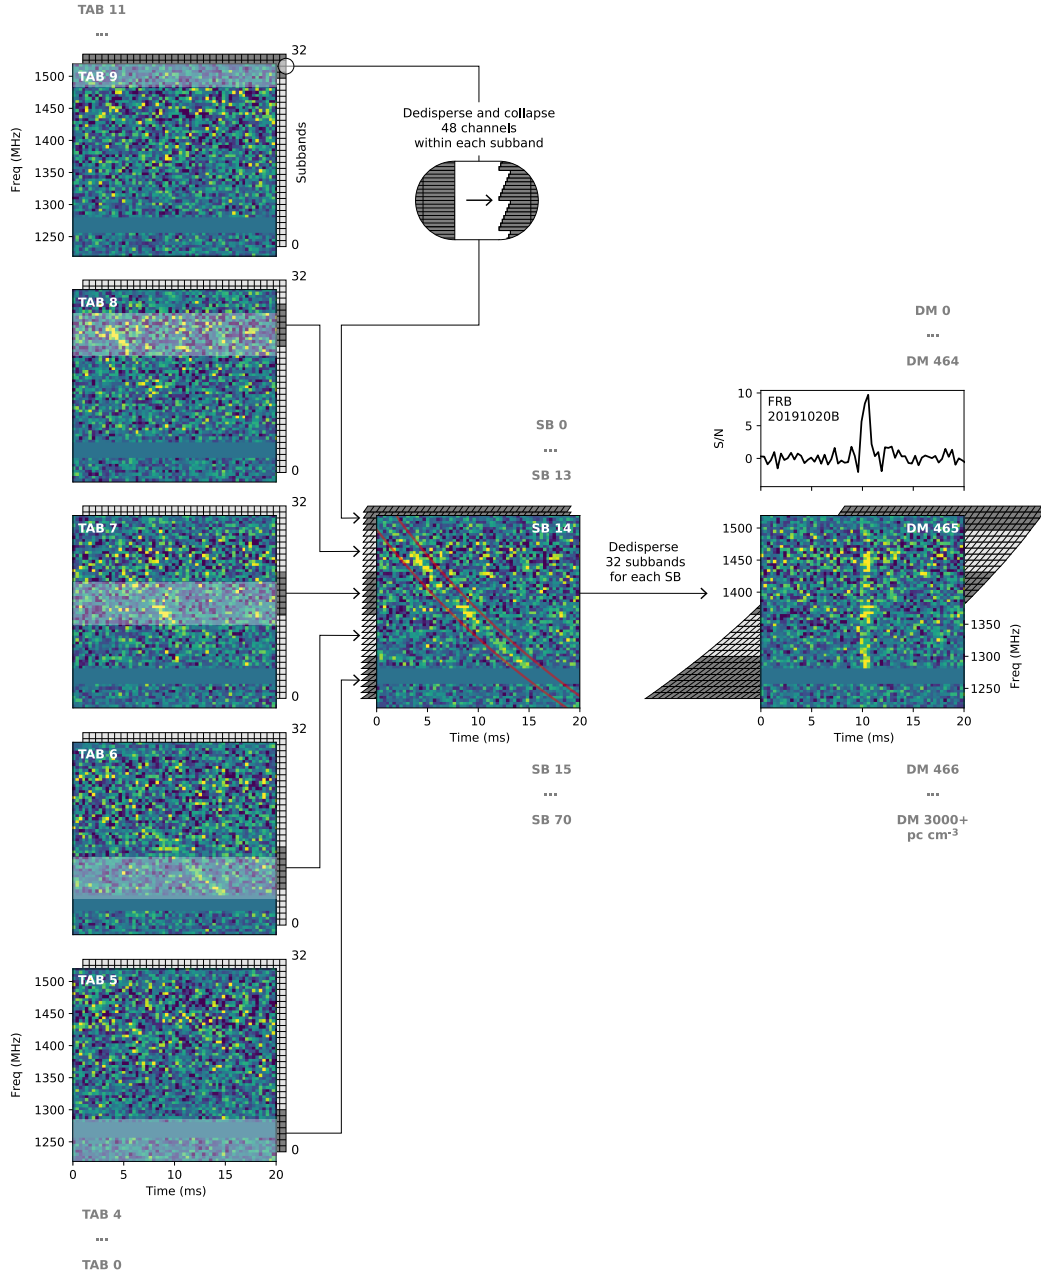 TAB 11
...
32
TAB 9
1500
1450
1400
1350
1300
1250
Freq (MHz)
Subbands
0
Dedisperse and collapse
48 channels
within each subband
32
TAB 8
0
32
TAB 7
0
32
TAB 6
0
32
TAB 5
1500
1450
1400
1350
1300
1250
Freq (MHz)
0
0 5 10 15 20
Time (ms)
TAB 4
...
TAB 0
SB 0
...
SB 13
SB 14
0 5 10 15 20
Time (ms)
SB 15
...
SB 70
Dedisperse
32 subbands
for each SB
DM 0
...
DM 464
10
5
0
S/N
FRB
20191020B
DM 465
1500
1450
1400
1350
1300
1250
Freq (MHz)
0 5 10 15 20
Time (ms)
DM 466
...
DM 3000+
pc cm⁻³